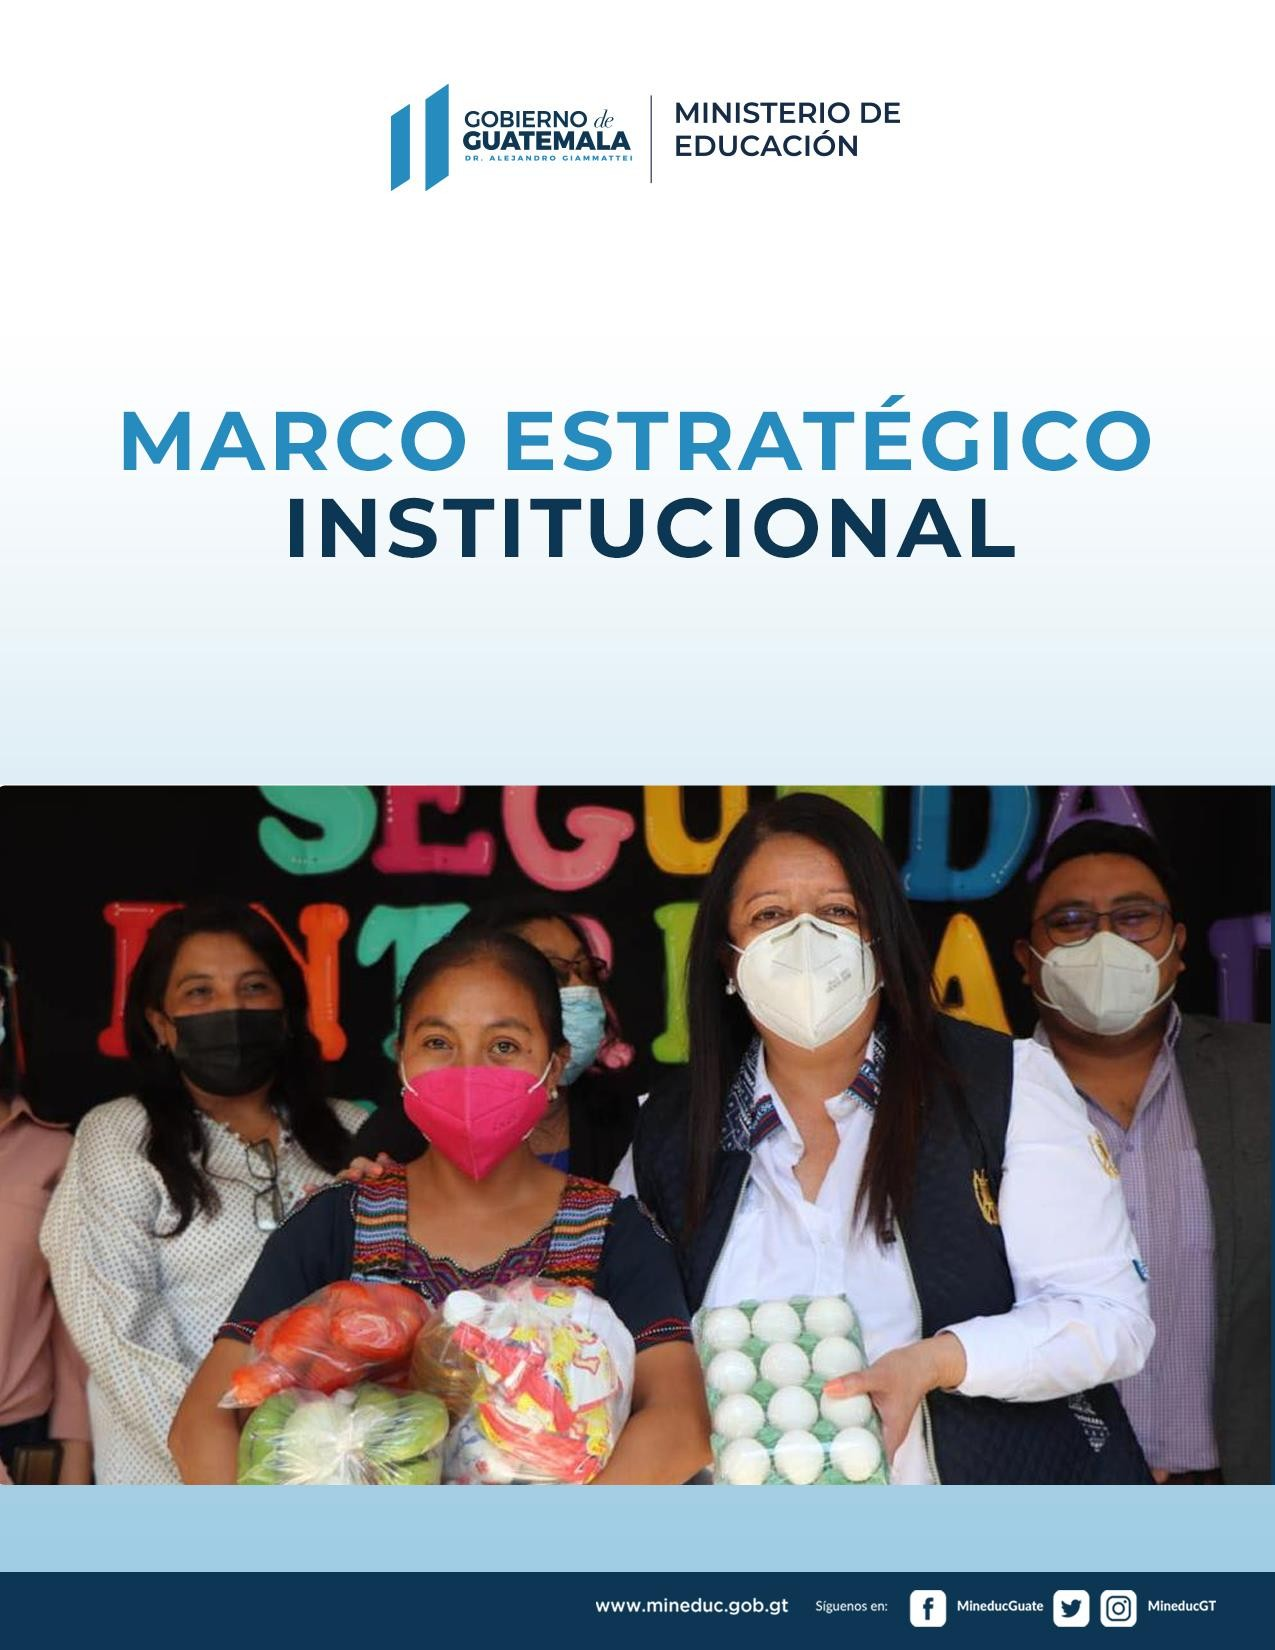 GOBIERNO de
GUATEMALA
DR. ALEJANDRO GIAMMATTEI
MINISTERIO DE
EDUCACIÓN
MARCO ESTRATÉGICO
INSTITUCIONAL
SEGUNDA
www.mineduc.gob.gt Síguenos en: MineducGuate MineducGT